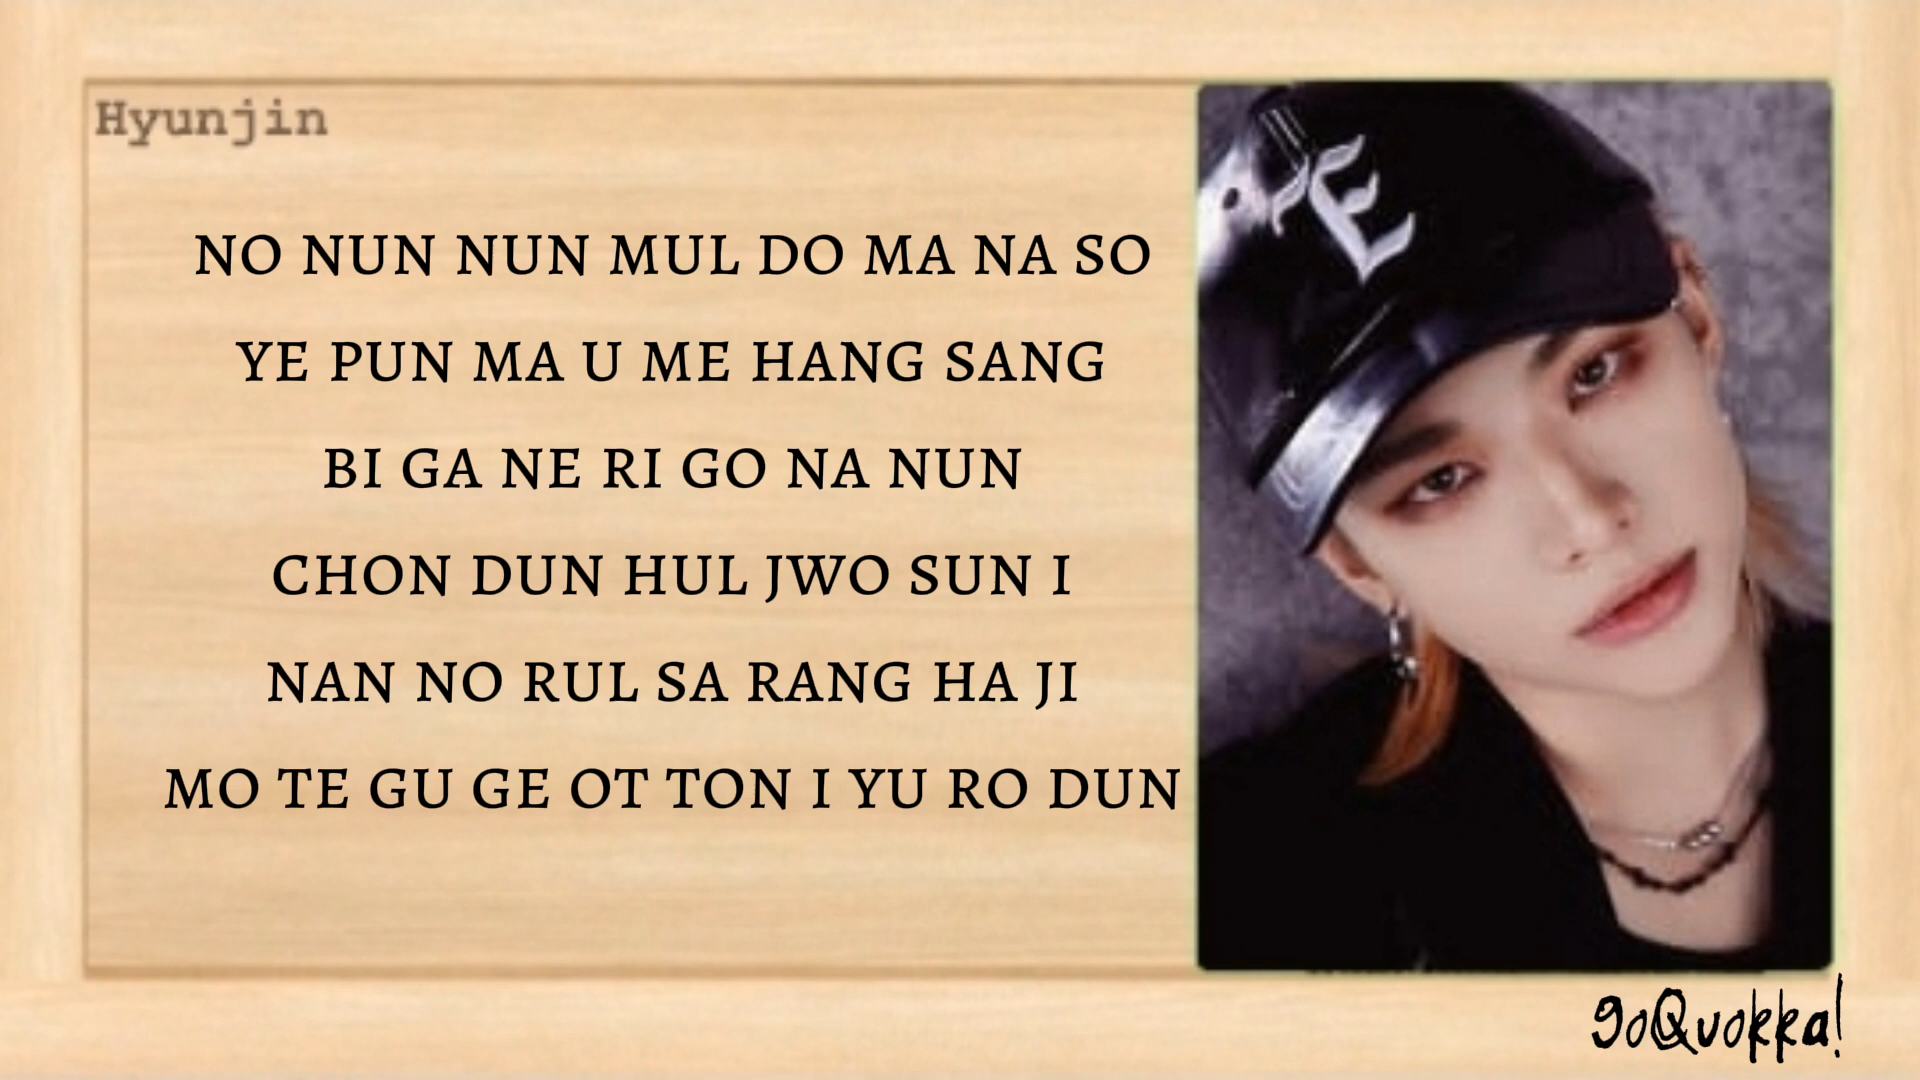 Hyunjin
NO NUN NUN MUL DO MA NA SO
YE PUN MA U ME HANG SANG
BI GA NE RI GO NA NUN
CHON DUN HUL JWO SUN I
NAN NO RUL SA RANG HA JI
MO TE GU GE OT TON I YU RO DUN
E
goQuokka!